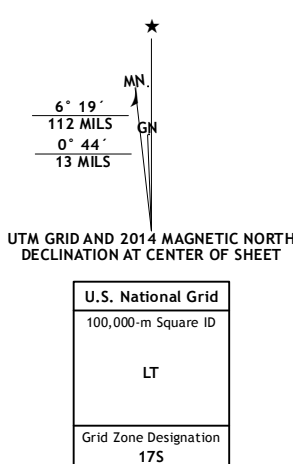 ★
MN
6° 19´
112 MILS
GN
0° 44´
13 MILS
UTM GRID AND 2014 MAGNETIC NORTH
DECLINATION AT CENTER OF SHEET
U.S. National Grid
100,000-m Square ID
LT
Grid Zone Designation
17S